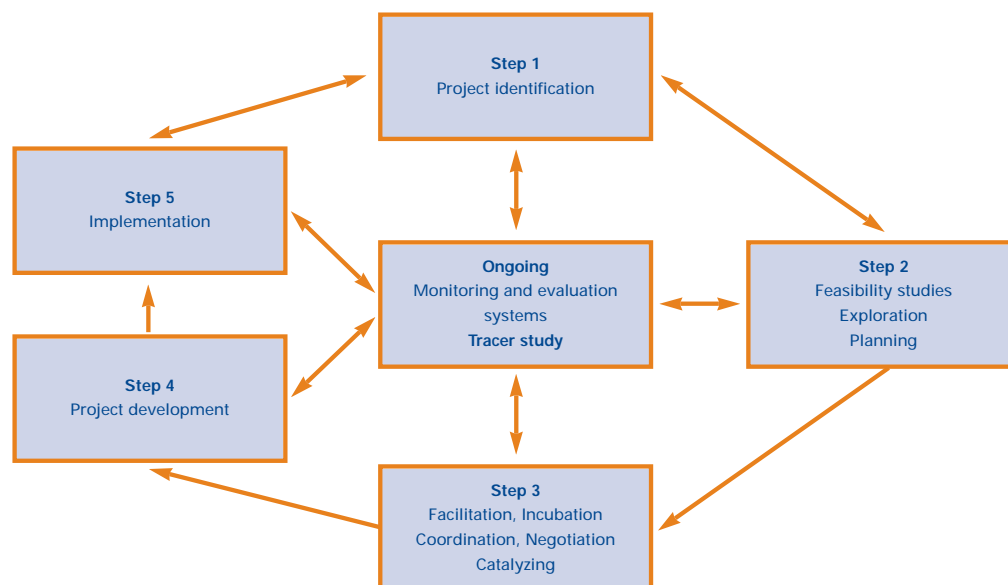 Step 1
Project identification
Step 5
Implementation
Ongoing
Monitoring and evaluation
systems
Tracer study
Step 2
Feasibility studies
Exploration
Planning
Step 4
Project development
Step 3
Facilitation, Incubation
Coordination, Negotiation
Catalyzing